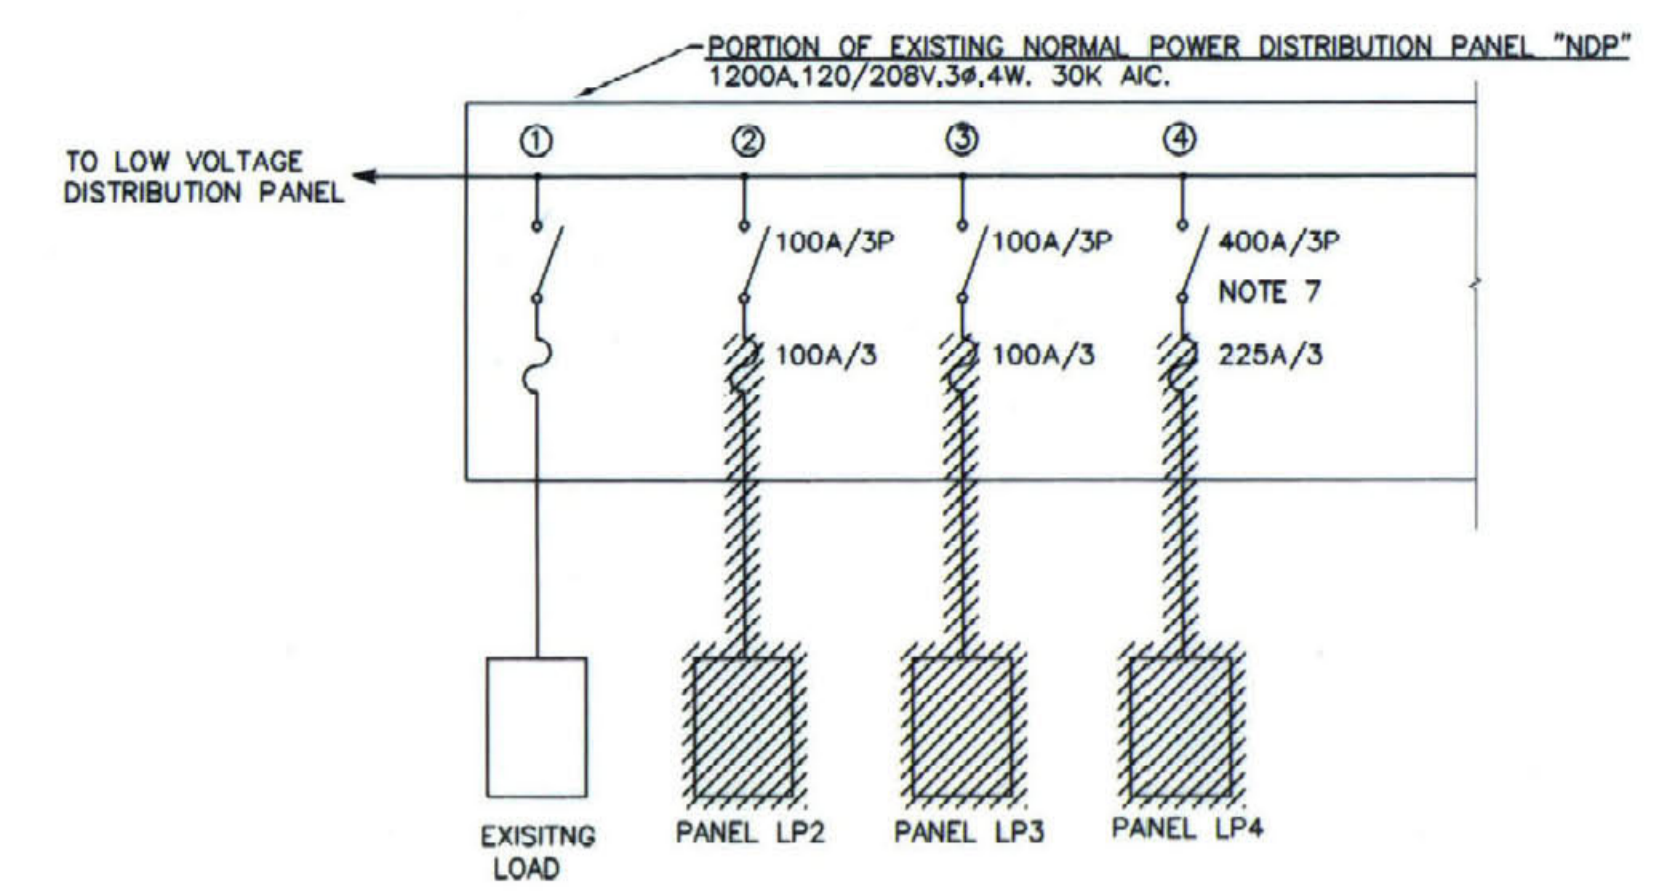 PORTION OF EXISTING NORMAL POWER DISTRIBUTION PANEL "NDP"
1200A,120/208V,3ø,4W. 30K AIC.
① ② ③ ④
TO LOW VOLTAGE
DISTRIBUTION PANEL
100A/3P 100A/3P 400A/3P
NOTE 7
100A/3 100A/3 225A/3
EXISITNG
LOAD
PANEL LP2
PANEL LP3
PANEL LP4